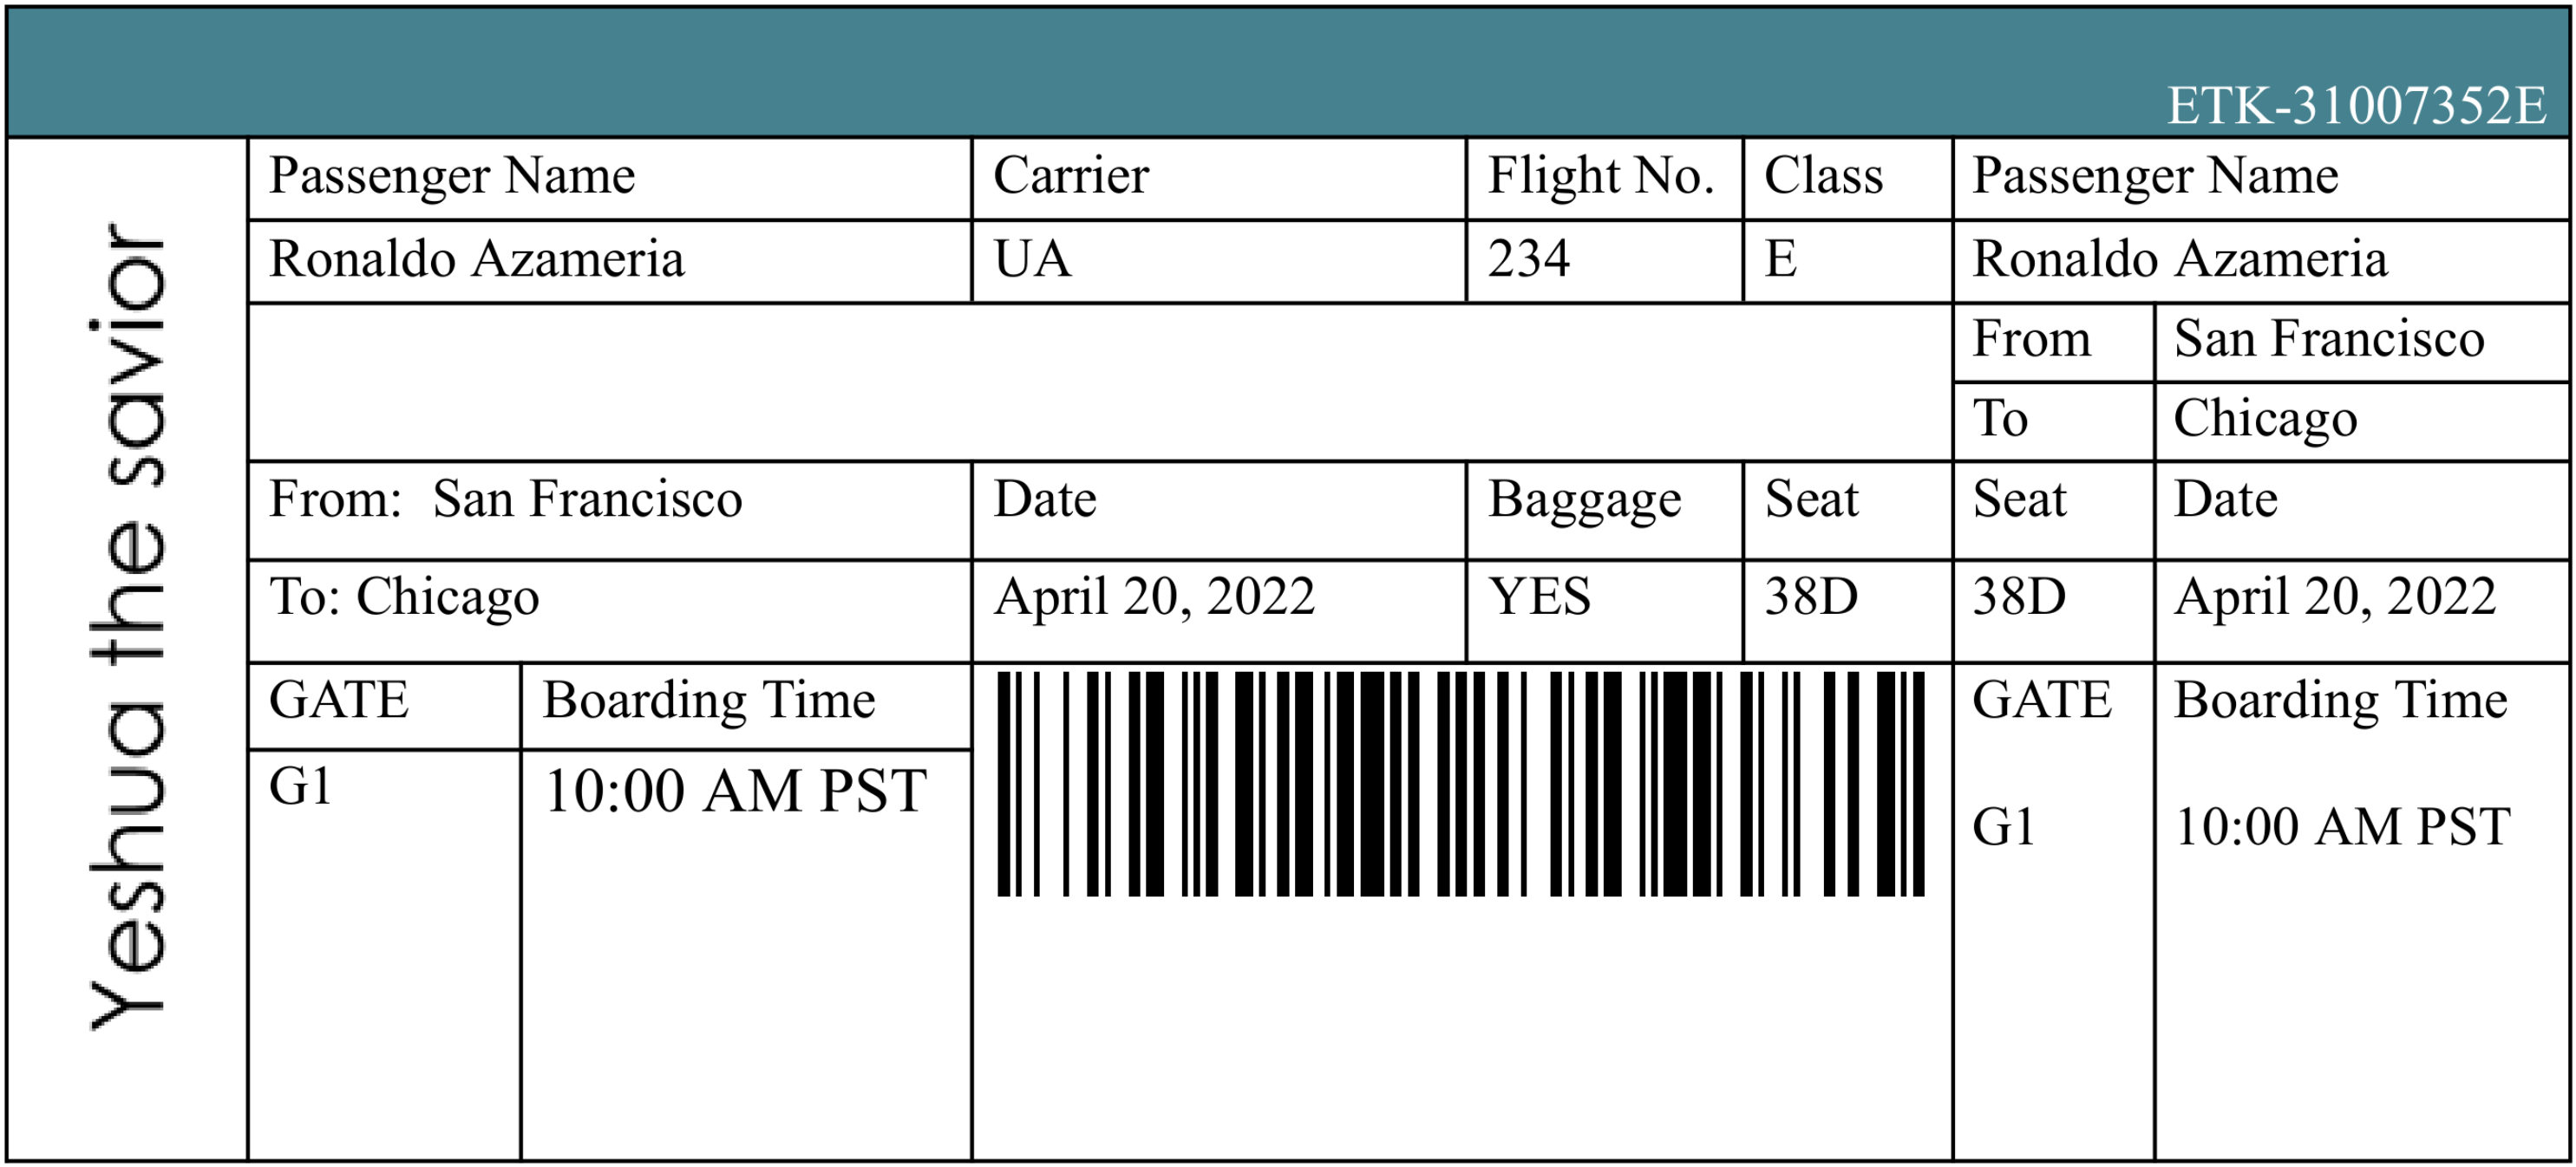 ETK-31007352E
Yeshua the savior
Passenger Name Carrier Flight No. Class Passenger Name
Ronaldo Azameria UA 234 E Ronaldo Azameria
From San Francisco
To Chicago
From: San Francisco Date Baggage Seat Seat Date
To: Chicago April 20, 2022 YES 38D 38D April 20, 2022
GATE Boarding Time GATE Boarding Time
G1 10:00 AM PST G1 10:00 AM PST